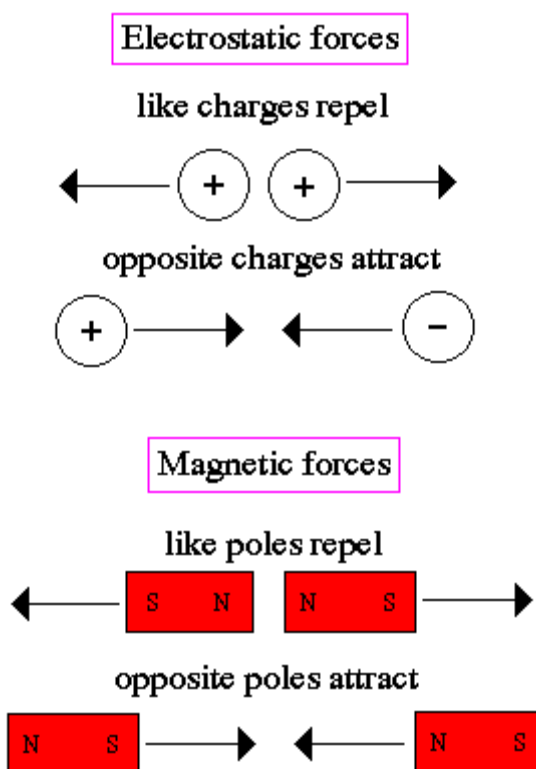 Electrostatic forces
like charges repel
+ +
opposite charges attract
+ -
Magnetic forces
like poles repel
S N N S
opposite poles attract
N S N S